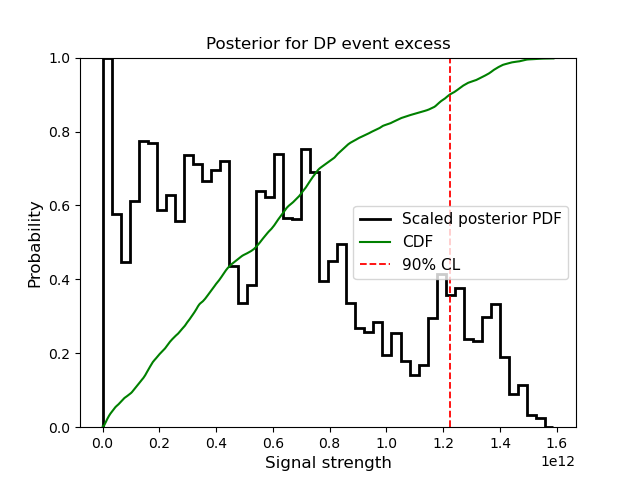 Posterior for DP event excess
Probability
1.0
0.8
0.6
0.4
0.2
0.0
Scaled posterior PDF
CDF
90% CL
0.0 0.2 0.4 0.6 0.8 1.0 1.2 1.4 1.6
1e12
Signal strength